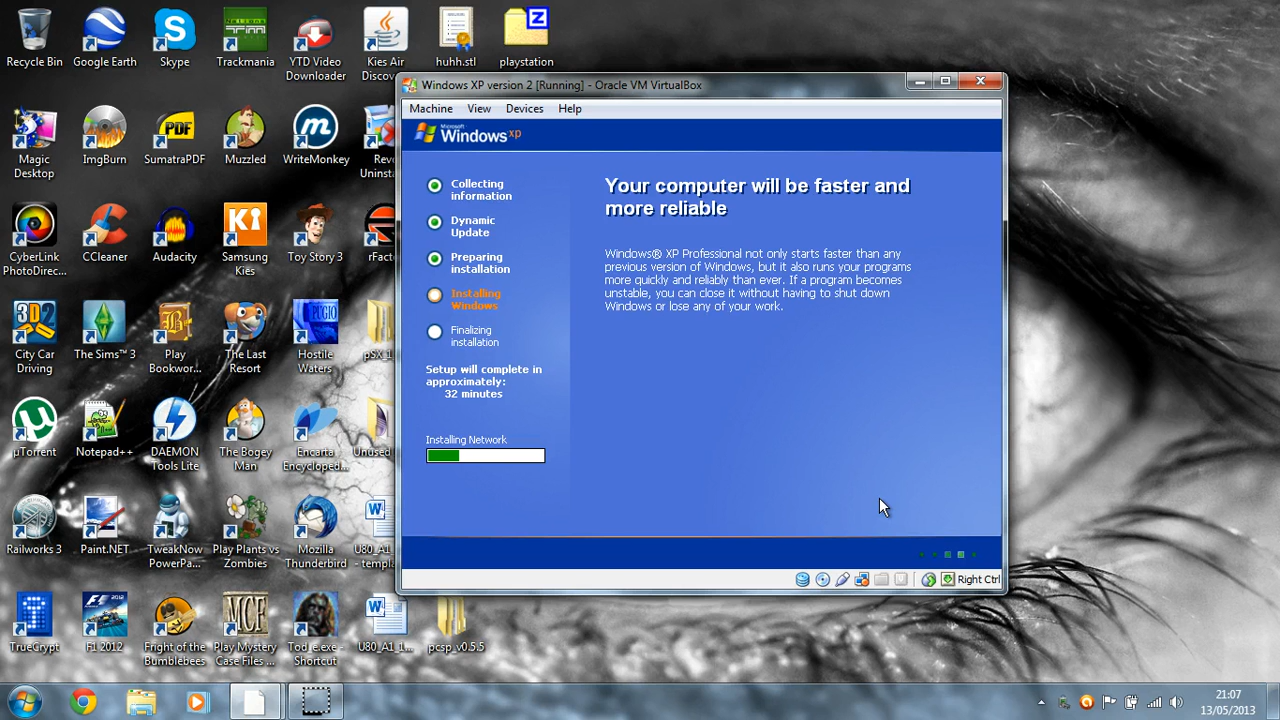 Recycle Bin
Google Earth
Skype
Trackmania
YTD Video
Downloader
Kies Air
Discov...
huhh.stl
playstation
Magic
Desktop
ImgBurn
SumatraPDF
PDF
Muzzled
WriteMonkey
Revo
Uninsta
CyberLink
PhotoDirec...
CCleaner
Audacity
Samsung
Kies
Toy Story 3
rFact
City Car
Driving
The Sims™ 3
Play
Bookwor...
The Last
Resort
Hostile
Waters
pSX_1
µTorrent
Notepad++
DAEMON
Tools Lite
The Bogey
Man
Encarta
Encycloped...
Unused
Railworks 3
Paint.NET
TweakNow
PowerPa...
Play Plants vs
Zombies
Mozilla
Thunderbird
U80_A1_
- templa
TrueCrypt
F1 2012
Fright of the
Bumblebees
Play Mystery
Case Files ...
Tod_e.exe -
Shortcut
U80_A1_1...
pcsp_v0.5.5
Windows XP version 2 [Running] - Oracle VM VirtualBox
Machine View Devices Help
Microsoft
Windows xp
Collecting
information
Dynamic
Update
Preparing
installation
Installing
Windows
Finalizing
installation
Setup will complete in
approximately:
32 minutes
Installing Network
Your computer will be faster and
more reliable
Windows® XP Professional not only starts faster than any
previous version of Windows, but it also runs your programs
more quickly and reliably than ever. If a program becomes
unstable, you can close it without having to shut down
Windows or lose any of your work.
Right Ctrl
21:07
13/05/2013